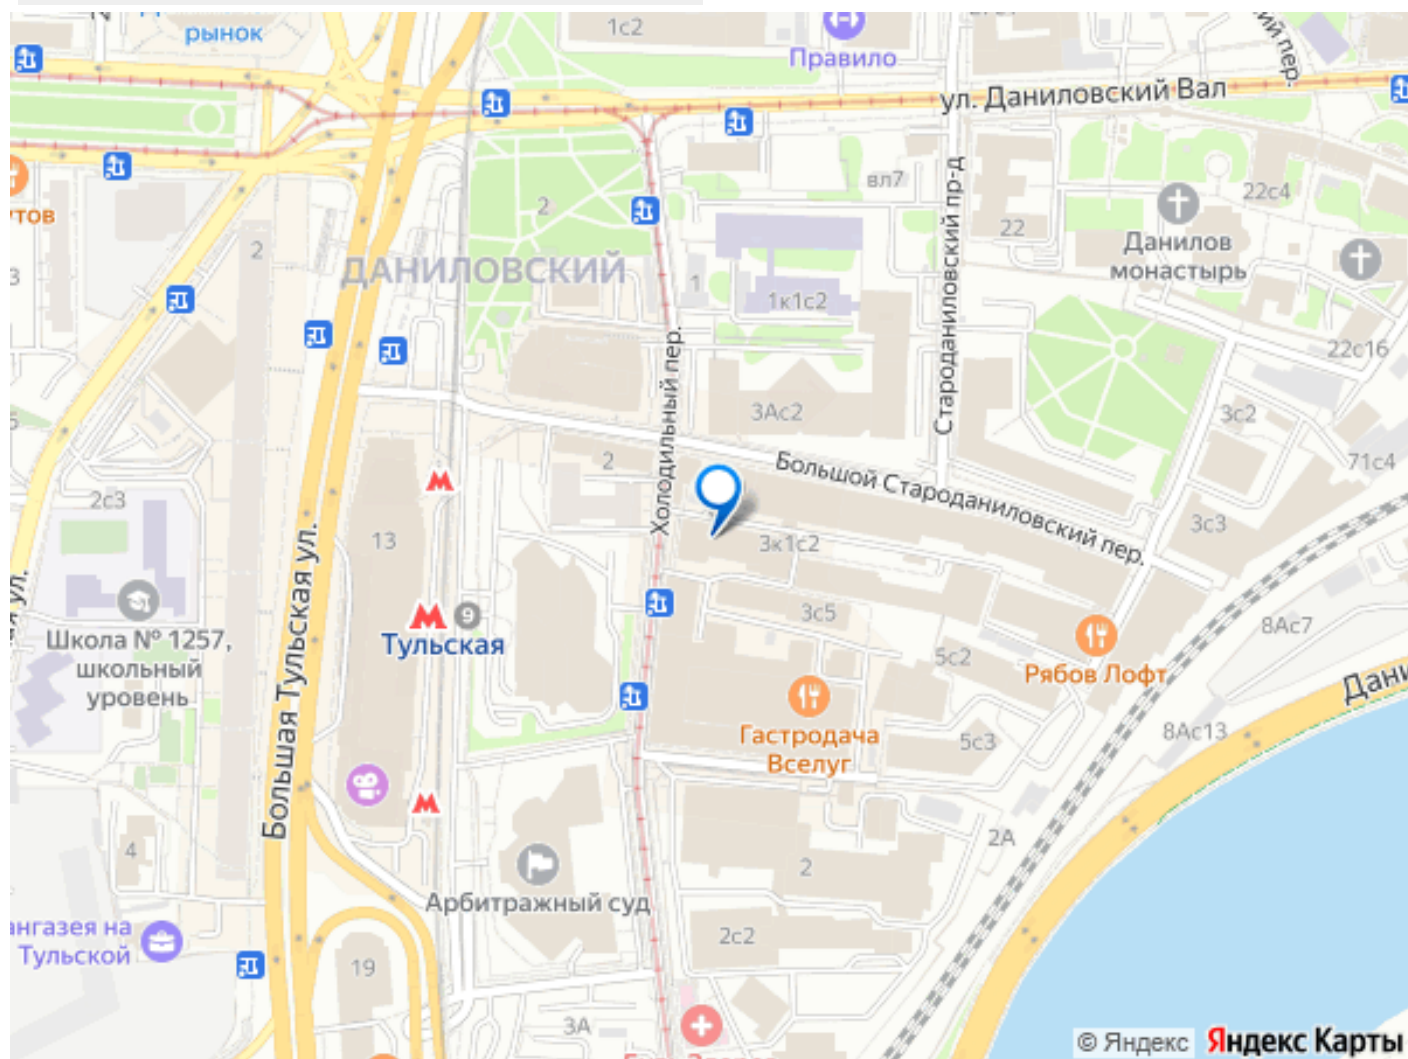 рынок
1с2
Правило
ул. Даниловский Вал
вл7
22с4
Староданиловский пр-д
22
2
2
Данилов
монастырь
ДАНИЛОВСКИЙ
1
1к1с2
Холодильный пер.
22с16
3Ас2
3с2
2
Большой Староданиловский пер.
71с4
2с3
13
3к1с2
3с3
Большая Тульская ул.
3с5
9
Тульская
8Ас7
Школа № 1257,
школьный
уровень
5с2
Рябов Лофт
Гастродача
Вселуг
5с3
8Ас13
2А
4
2
Арбитражный суд
ангазея на
Тульской
2с2
19
3А
© Яндекс Яндекс Карты